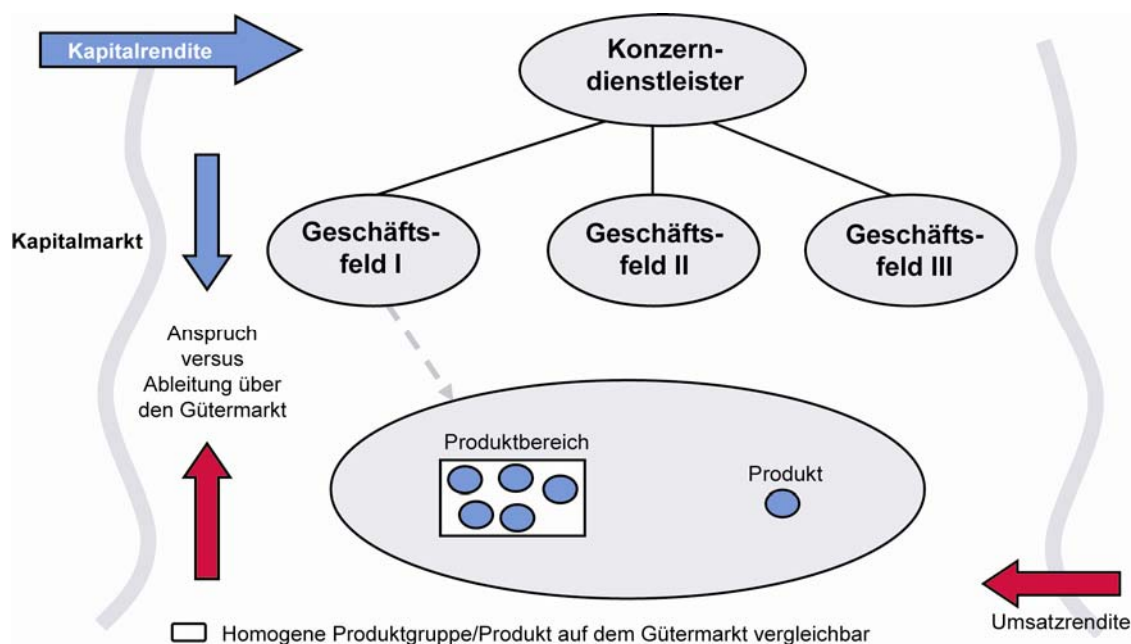 Kapitalrendite
Konzern-
dienstleister
Geschäfts-
feld I
Geschäfts-
feld II
Geschäfts-
feld III
Kapitalmarkt
Anspruch
versus
Ableitung über
den Gütermarkt
Produktbereich
Produkt
Umsatzrendite
Homogene Produktgruppe/Produkt auf dem Gütermarkt vergleichbar